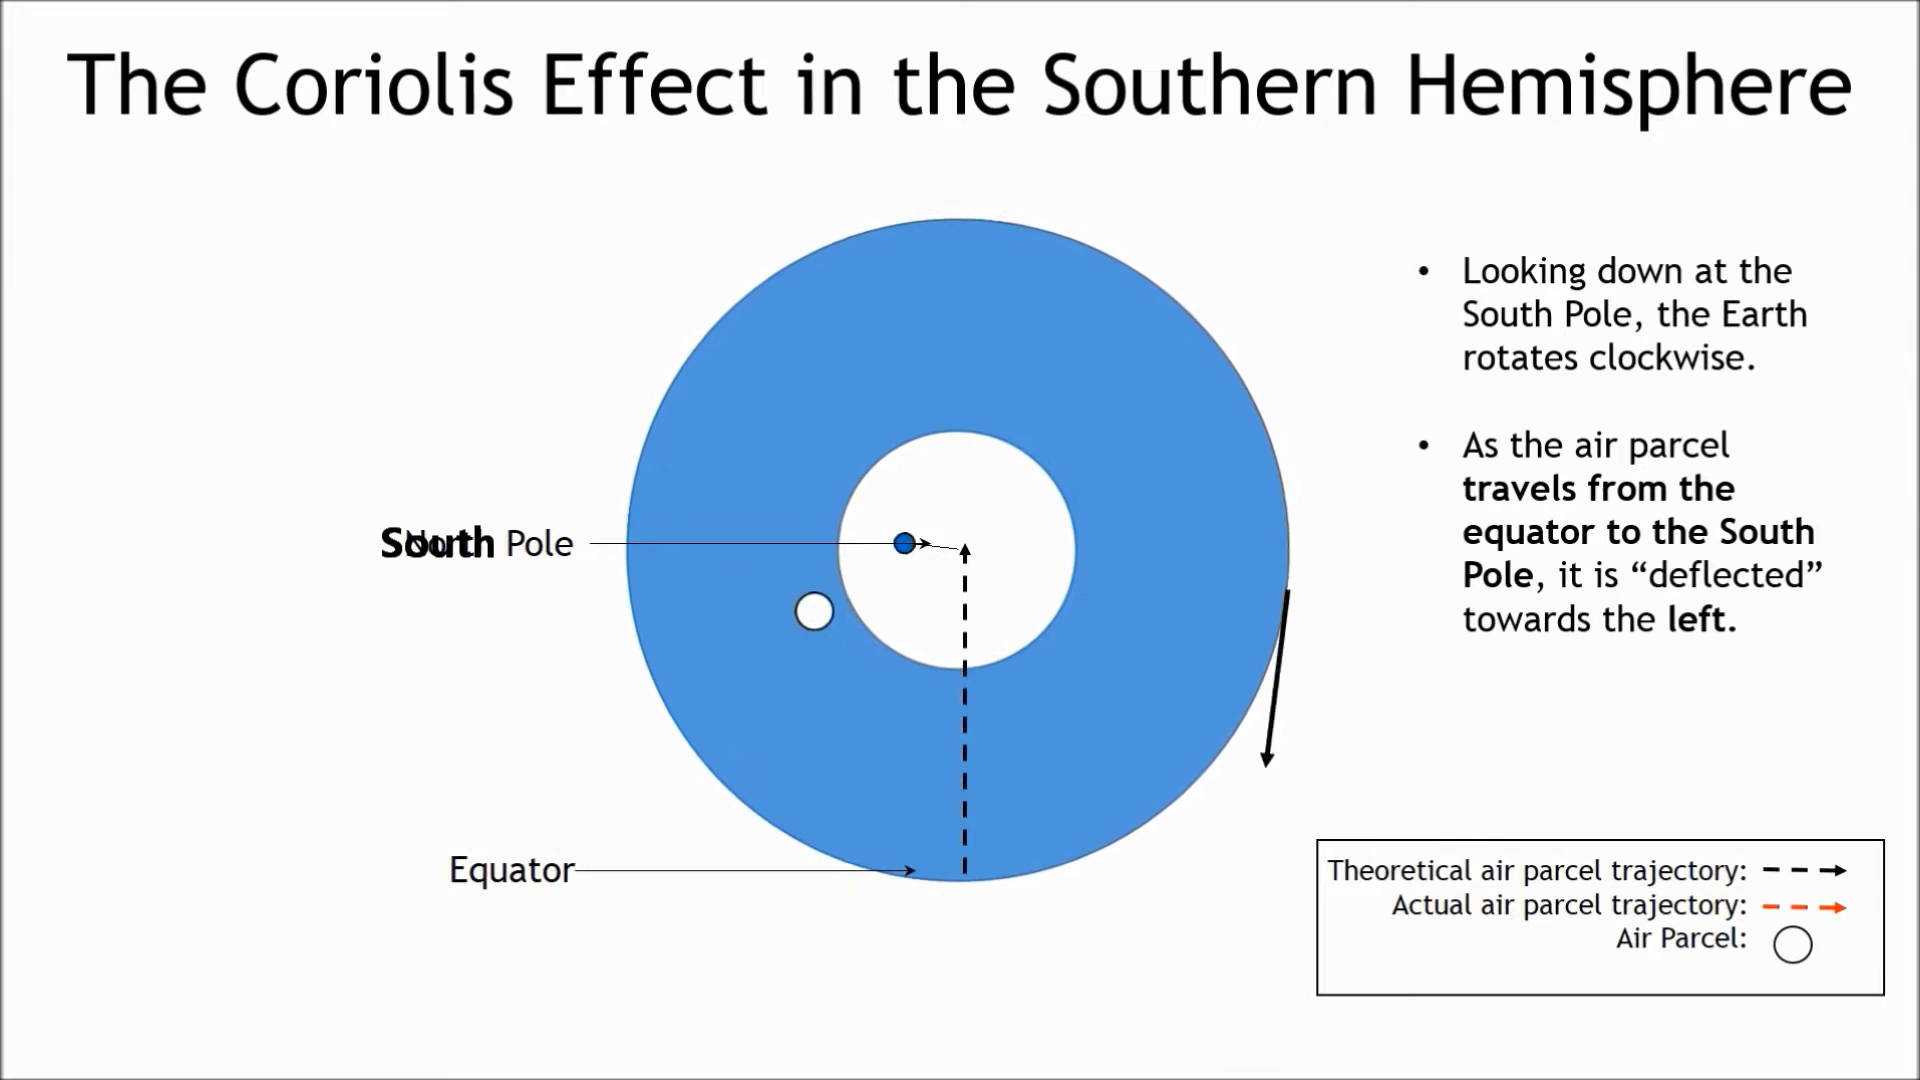 The Coriolis Effect in the Southern Hemisphere
• Looking down at the
South Pole, the Earth
rotates clockwise.
• As the air parcel
travels from the
equator to the South
Pole, it is “deflected”
towards the left.
South Pole
Equator
Theoretical air parcel trajectory:
Actual air parcel trajectory:
Air Parcel: